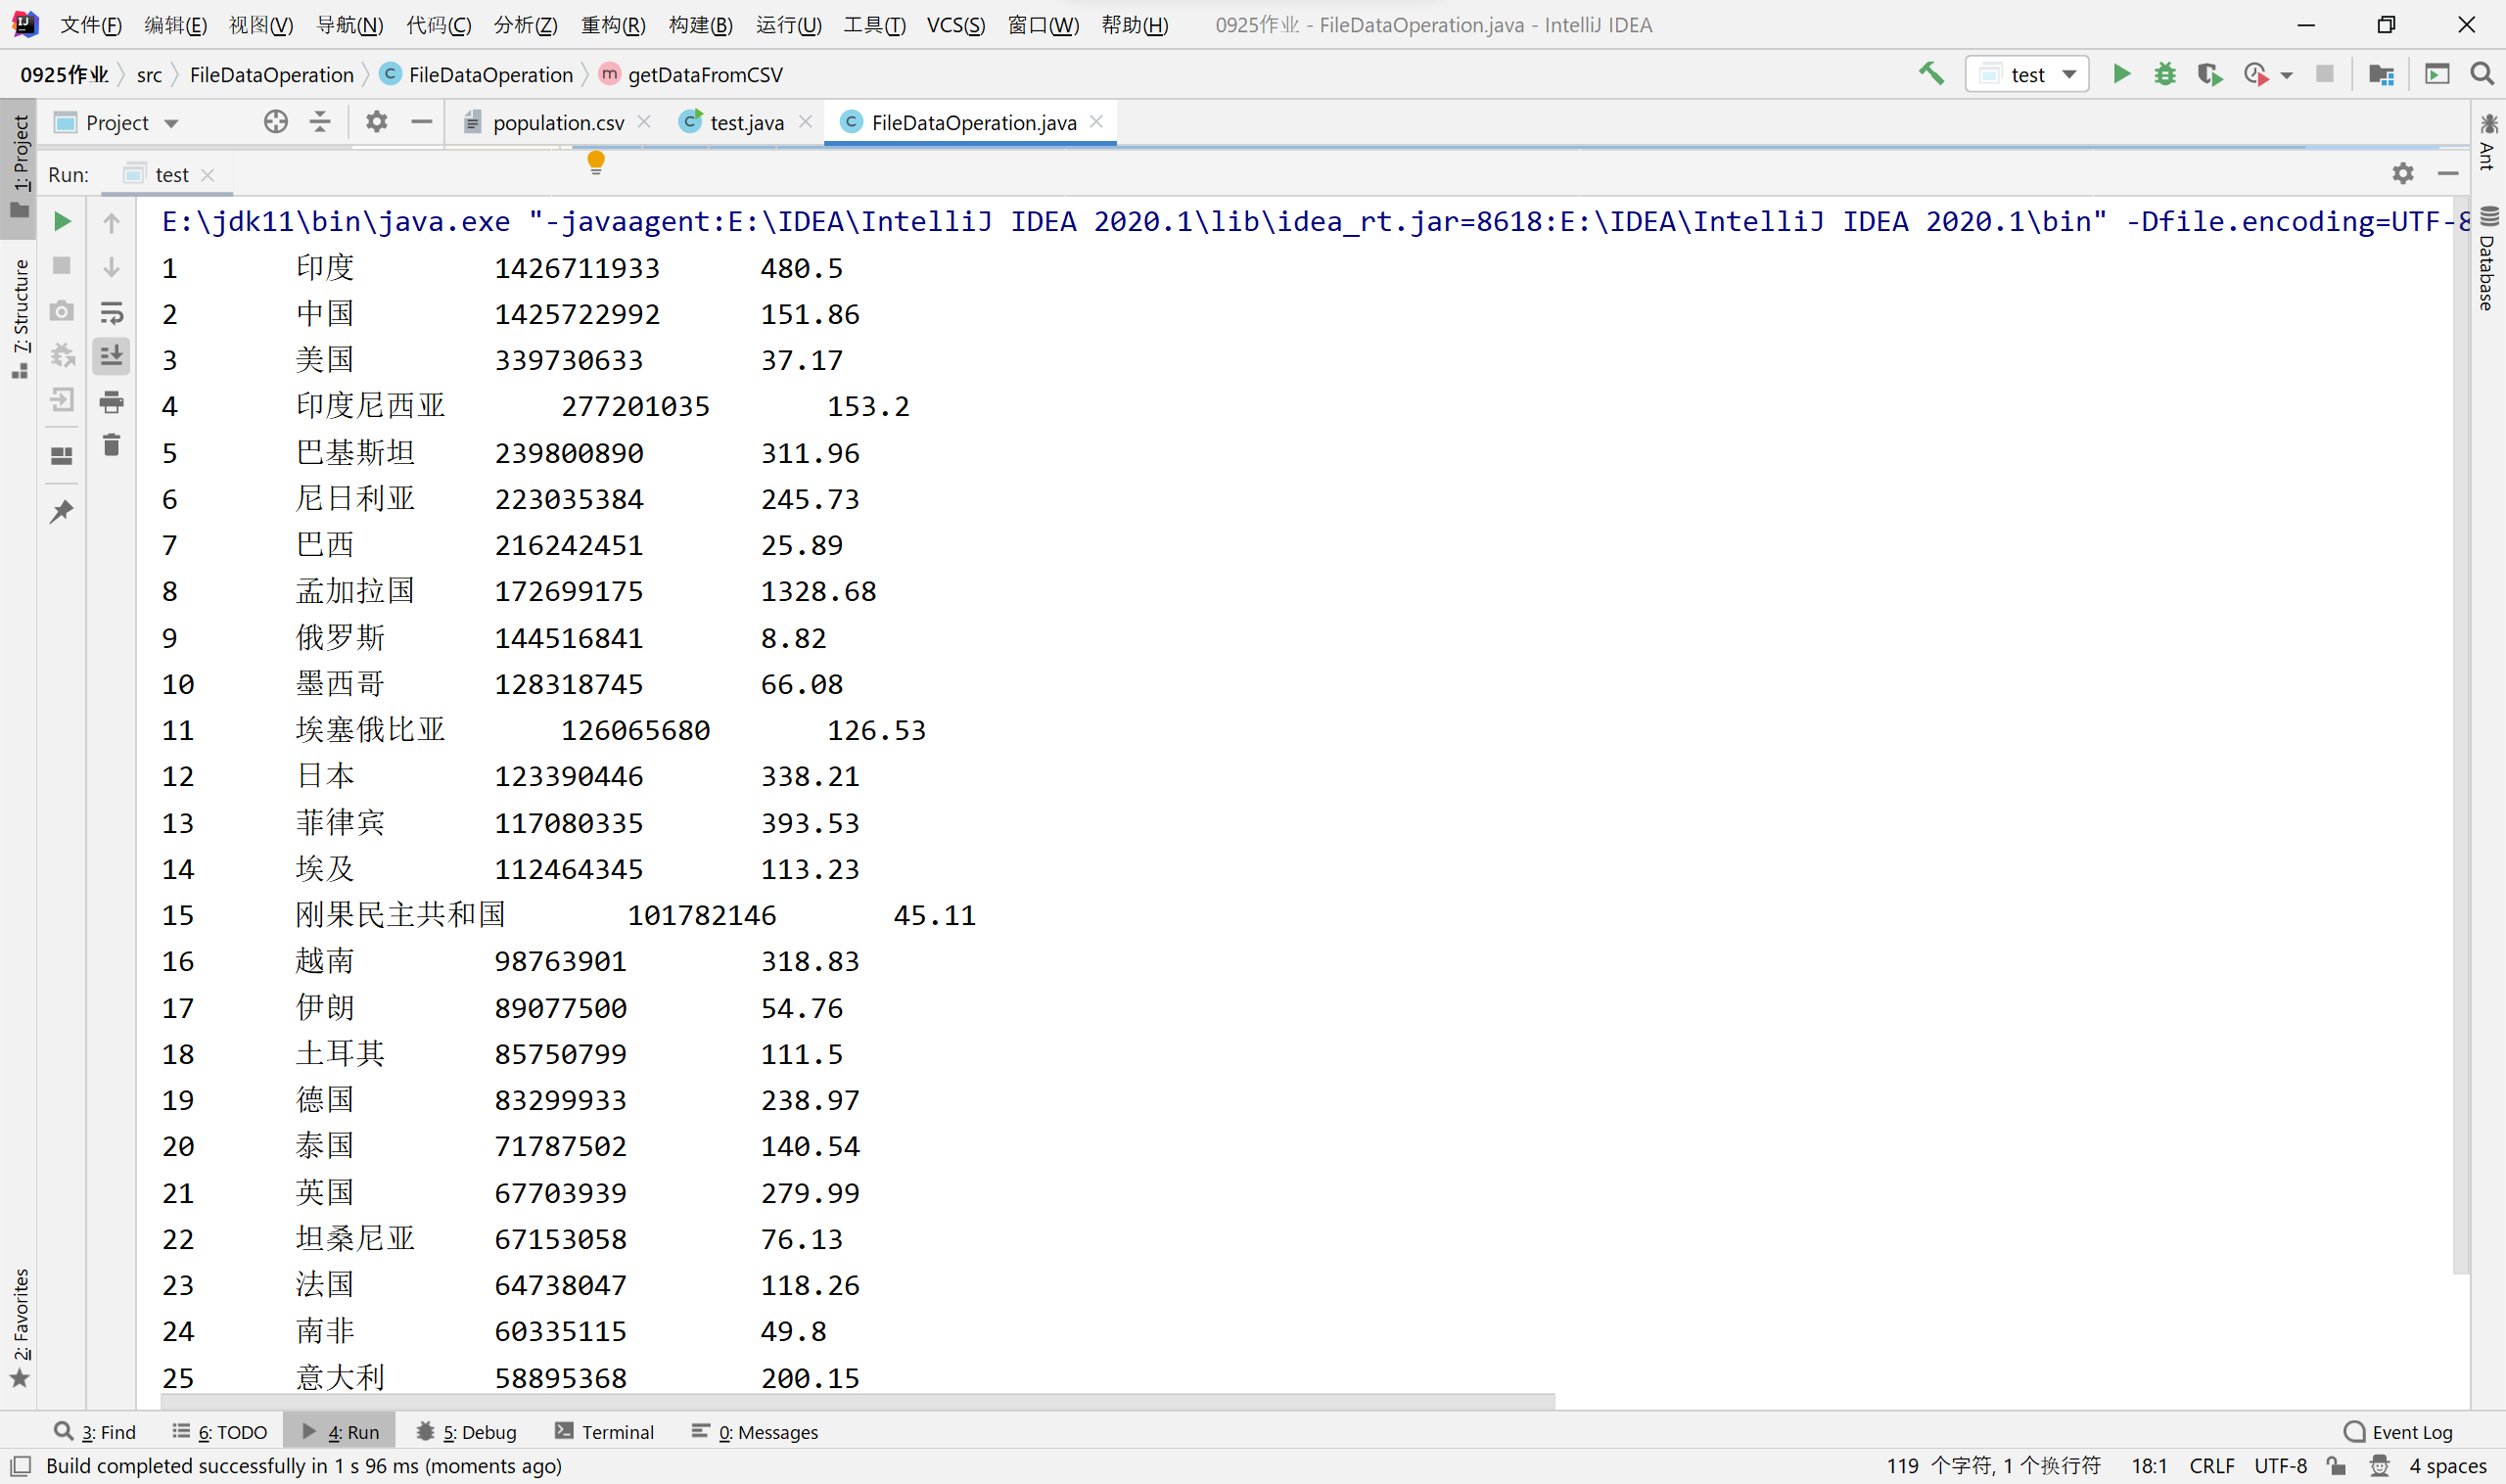 文件(F) 编辑(E) 视图(V) 导航(N) 代码(C) 分析(Z) 重构(R) 构建(B) 运行(U) 工具(T) VCS(S) 窗口(W) 帮助(H) 0925作业 - FileDataOperation.java - IntelliJ IDEA
0925作业 src FileDataOperation FileDataOperation getDataFromCSV test
Project population.csv test.java FileDataOperation.java
Run: test
1: Project
7: Structure
2: Favorites
Ant
Database
E:\jdk11\bin\java.exe "-javaagent:E:\IDEA\IntelliJ IDEA 2020.1\lib\idea_rt.jar=8618:E:\IDEA\IntelliJ IDEA 2020.1\bin" -Dfile.encoding=UTF-8
1 印度 1426711933 480.5
2 中国 1425722992 151.86
3 美国 339730633 37.17
4 印度尼西亚 277201035 153.2
5 巴基斯坦 239800890 311.96
6 尼日利亚 223035384 245.73
7 巴西 216242451 25.89
8 孟加拉国 172699175 1328.68
9 俄罗斯 144516841 8.82
10 墨西哥 128318745 66.08
11 埃塞俄比亚 126065680 126.53
12 日本 123390446 338.21
13 菲律宾 117080335 393.53
14 埃及 112464345 113.23
15 刚果民主共和国 101782146 45.11
16 越南 98763901 318.83
17 伊朗 89077500 54.76
18 土耳其 85750799 111.5
19 德国 83299933 238.97
20 泰国 71787502 140.54
21 英国 67703939 279.99
22 坦桑尼亚 67153058 76.13
23 法国 64738047 118.26
24 南非 60335115 49.8
25 意大利 58895368 200.15
3: Find 6: TODO 4: Run 5: Debug Terminal 0: Messages Event Log
Build completed successfully in 1 s 96 ms (moments ago) 119 个字符, 1 个换行符 18:1 CRLF UTF-8 4 spaces